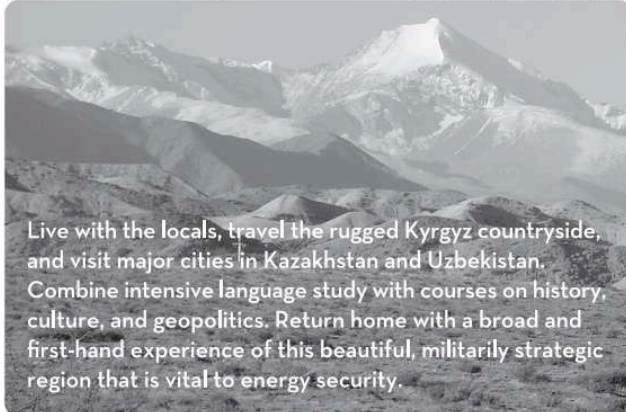 Live with the locals, travel the rugged Kyrgyz countryside,
and visit major cities in Kazakhstan and Uzbekistan.
Combine intensive language study with courses on history,
culture, and geopolitics. Return home with a broad and
first-hand experience of this beautiful, militarily strategic
region that is vital to energy security.